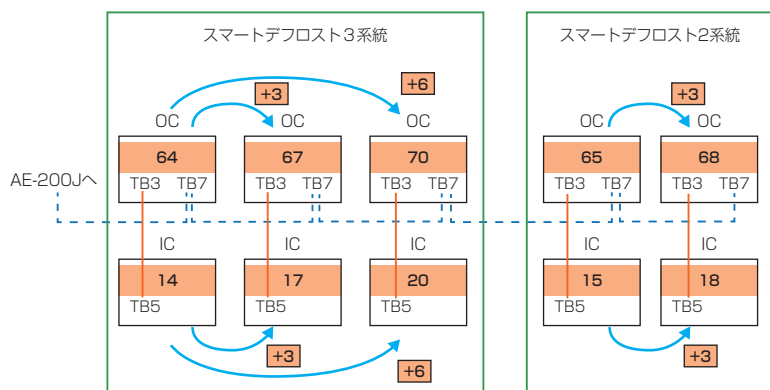 スマートデフロスト3系統 スマートデフロスト2系統
+6
+3 +3
OC OC OC OC OC
64 67 70 65 68
AE-200Jへ TB3 TB7 TB3 TB7 TB3 TB7 TB3 TB7 TB3 TB7
IC IC IC IC IC
14 17 20 15 18
TB5 TB5 TB5 TB5 TB5
+3 +3
+6